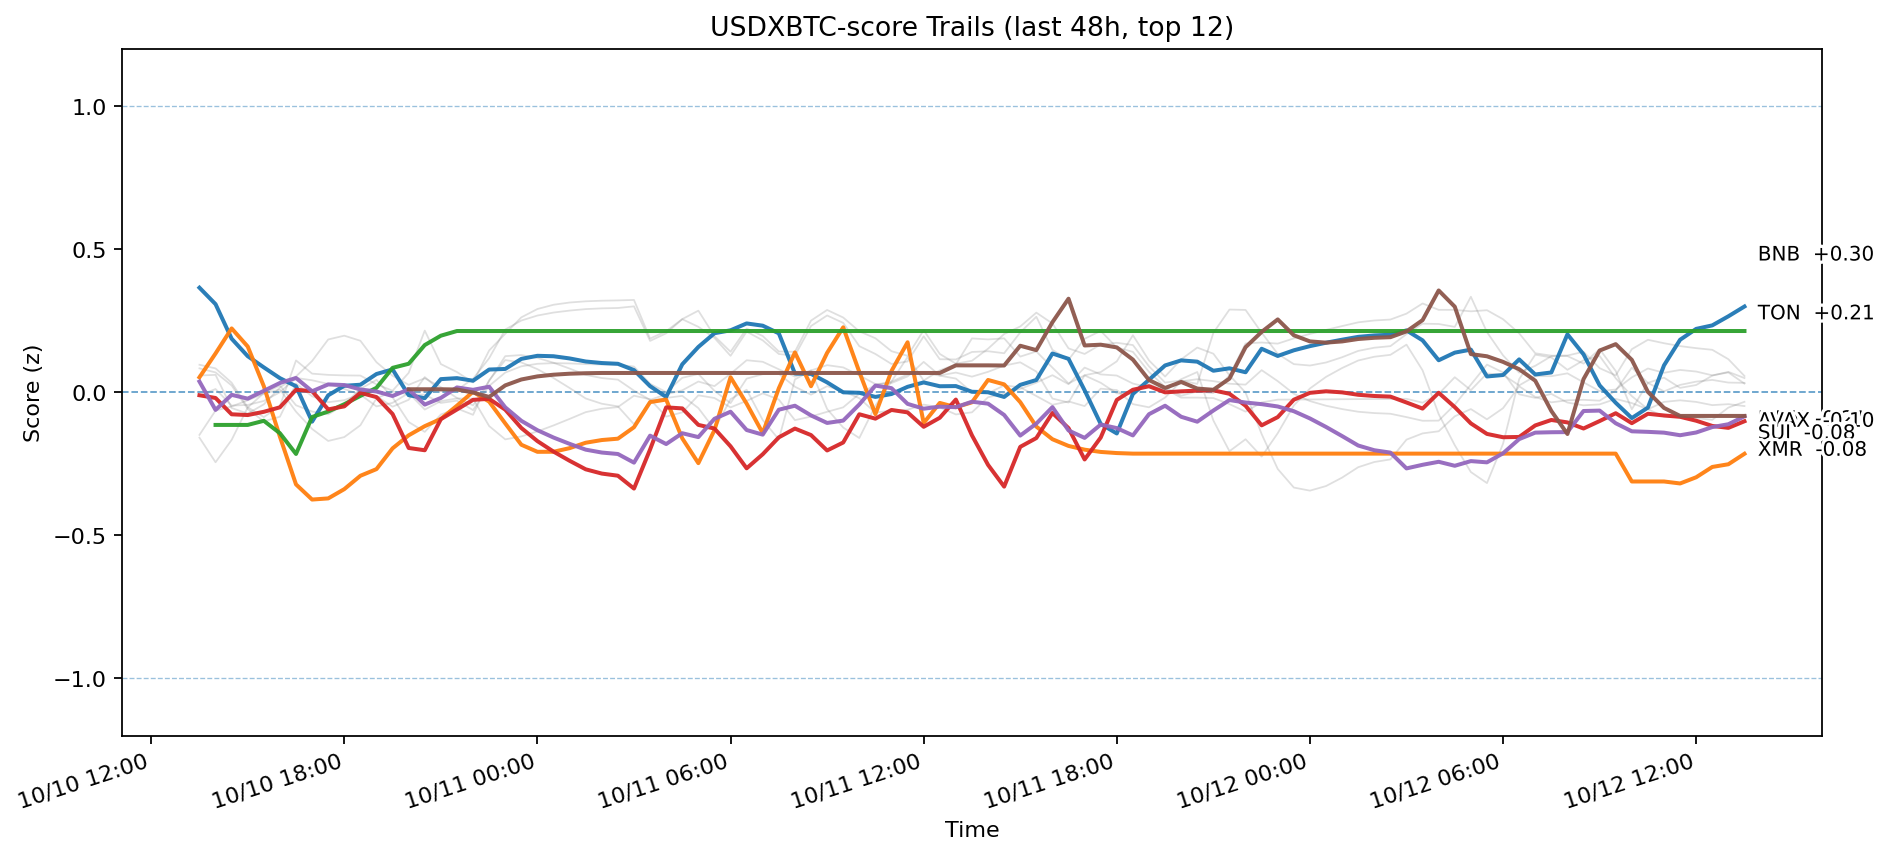 USDXBTC-score Trails (last 48h, top 12)
Score (z)
1.0
0.5
0.0
−0.5
−1.0
BNB +0.30
TON +0.21
AVAX
SUI -0.08
XMR -0.08
10/10 12:00
10/10 18:00
10/11 00:00
10/11 06:00
10/11 12:00
10/11 18:00
10/12 00:00
10/12 06:00
10/12 12:00
Time